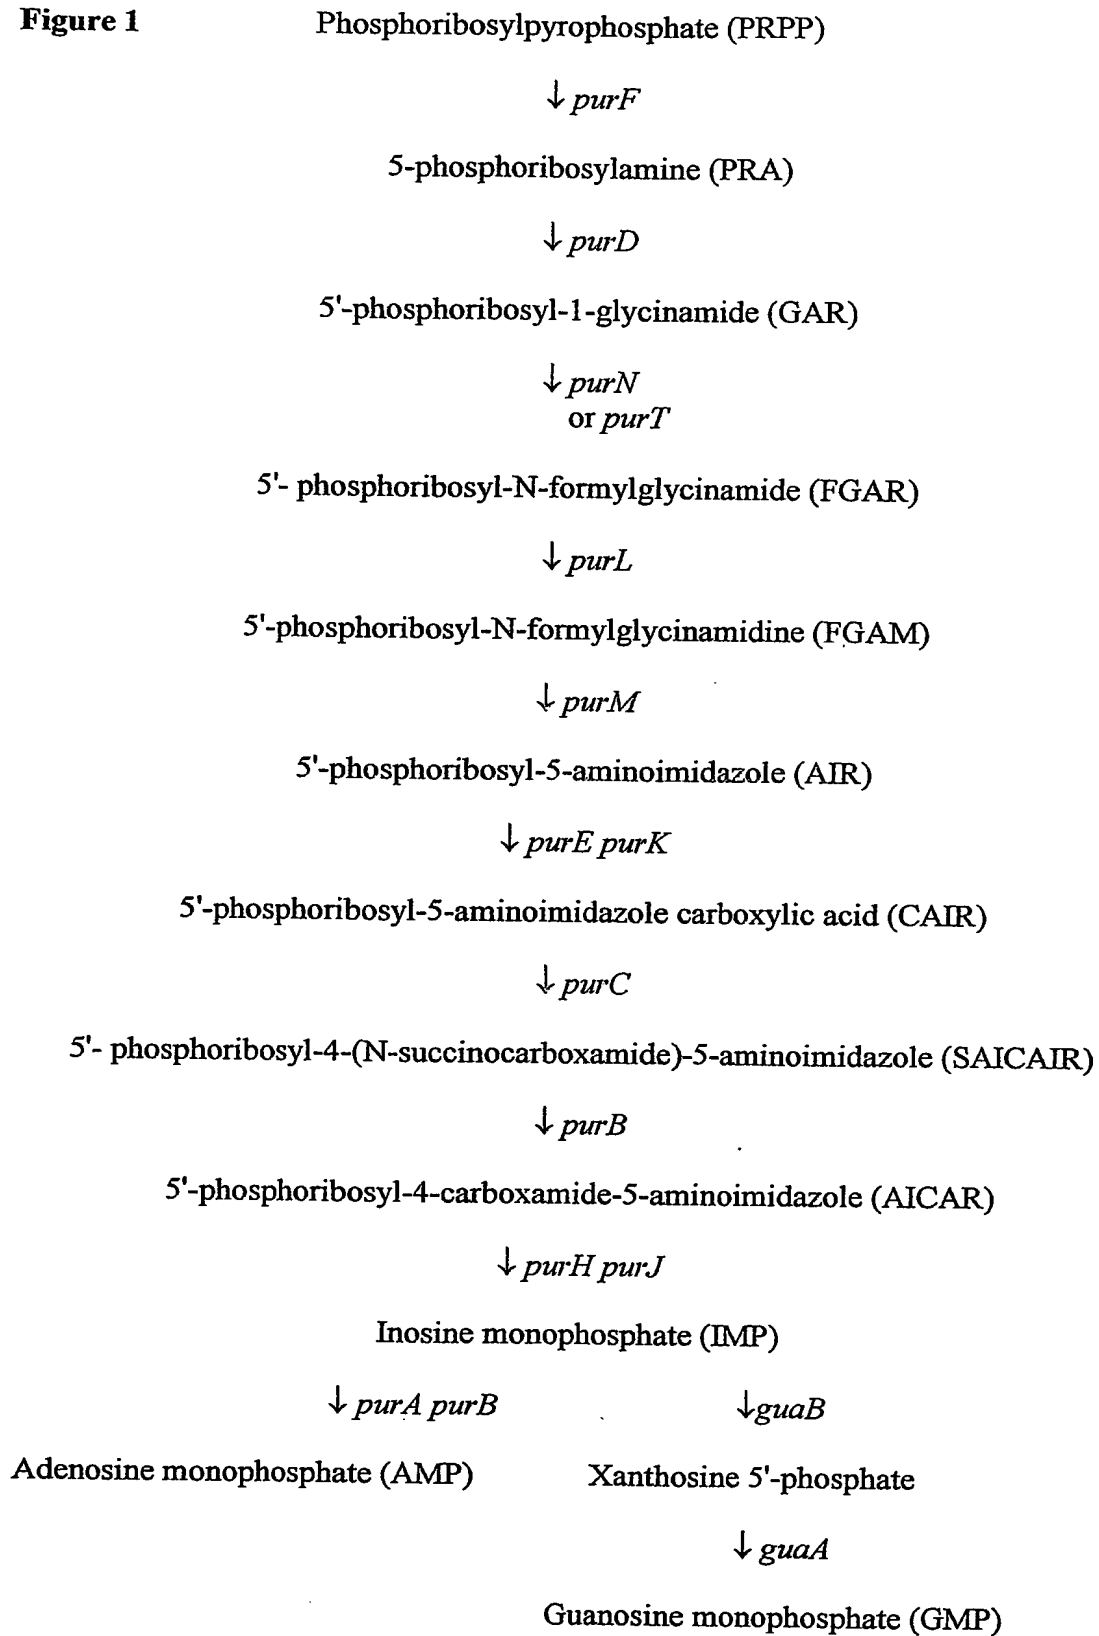 Figure 1
Phosphoribosylpyrophosphate (PRPP)
↓ purF
5-phosphoribosylamine (PRA)
↓ purD
5'-phosphoribosyl-1-glycinamide (GAR)
↓ purN
or purT
5'- phosphoribosyl-N-formylglycinamide (FGAR)
↓ purL
5'-phosphoribosyl-N-formylglycinamidine (FGAM)
↓ purM
5'-phosphoribosyl-5-aminoimidazole (AIR)
↓ purE purK
5'-phosphoribosyl-5-aminoimidazole carboxylic acid (CAIR)
↓ purC
5'- phosphoribosyl-4-(N-succinocarboxamide)-5-aminoimidazole (SAICAIR)
↓ purB
5'-phosphoribosyl-4-carboxamide-5-aminoimidazole (AICAR)
↓ purH purJ
Inosine monophosphate (IMP)
↓ purA purB
↓guaB
Adenosine monophosphate (AMP)
Xanthosine 5'-phosphate
↓ guaA
Guanosine monophosphate (GMP)